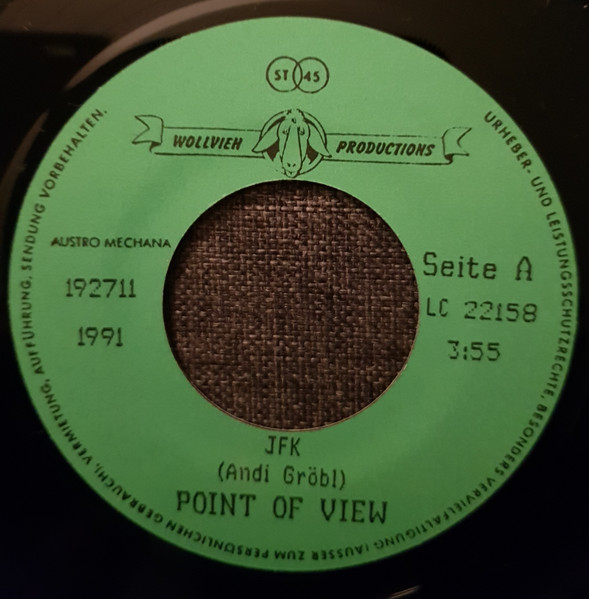 ST 45
WOLLVIEH PRODUCTIONS
AUSTRO MECHANA
192711
1991
Seite A
LC 22158
3:55
JFK
(Andi Gröbl)
POINT OF VIEW
URHEBER- UND LEISTUNGSSCHUTZRECHTE, BESONDERS VERVIELFÄLTIGUNG (AUSSER ZUM PERSÖNLICHEN GEBRAUCH), VERMIETUNG, AUFFÜHRUNG, SENDUNG VORBEHALTEN.